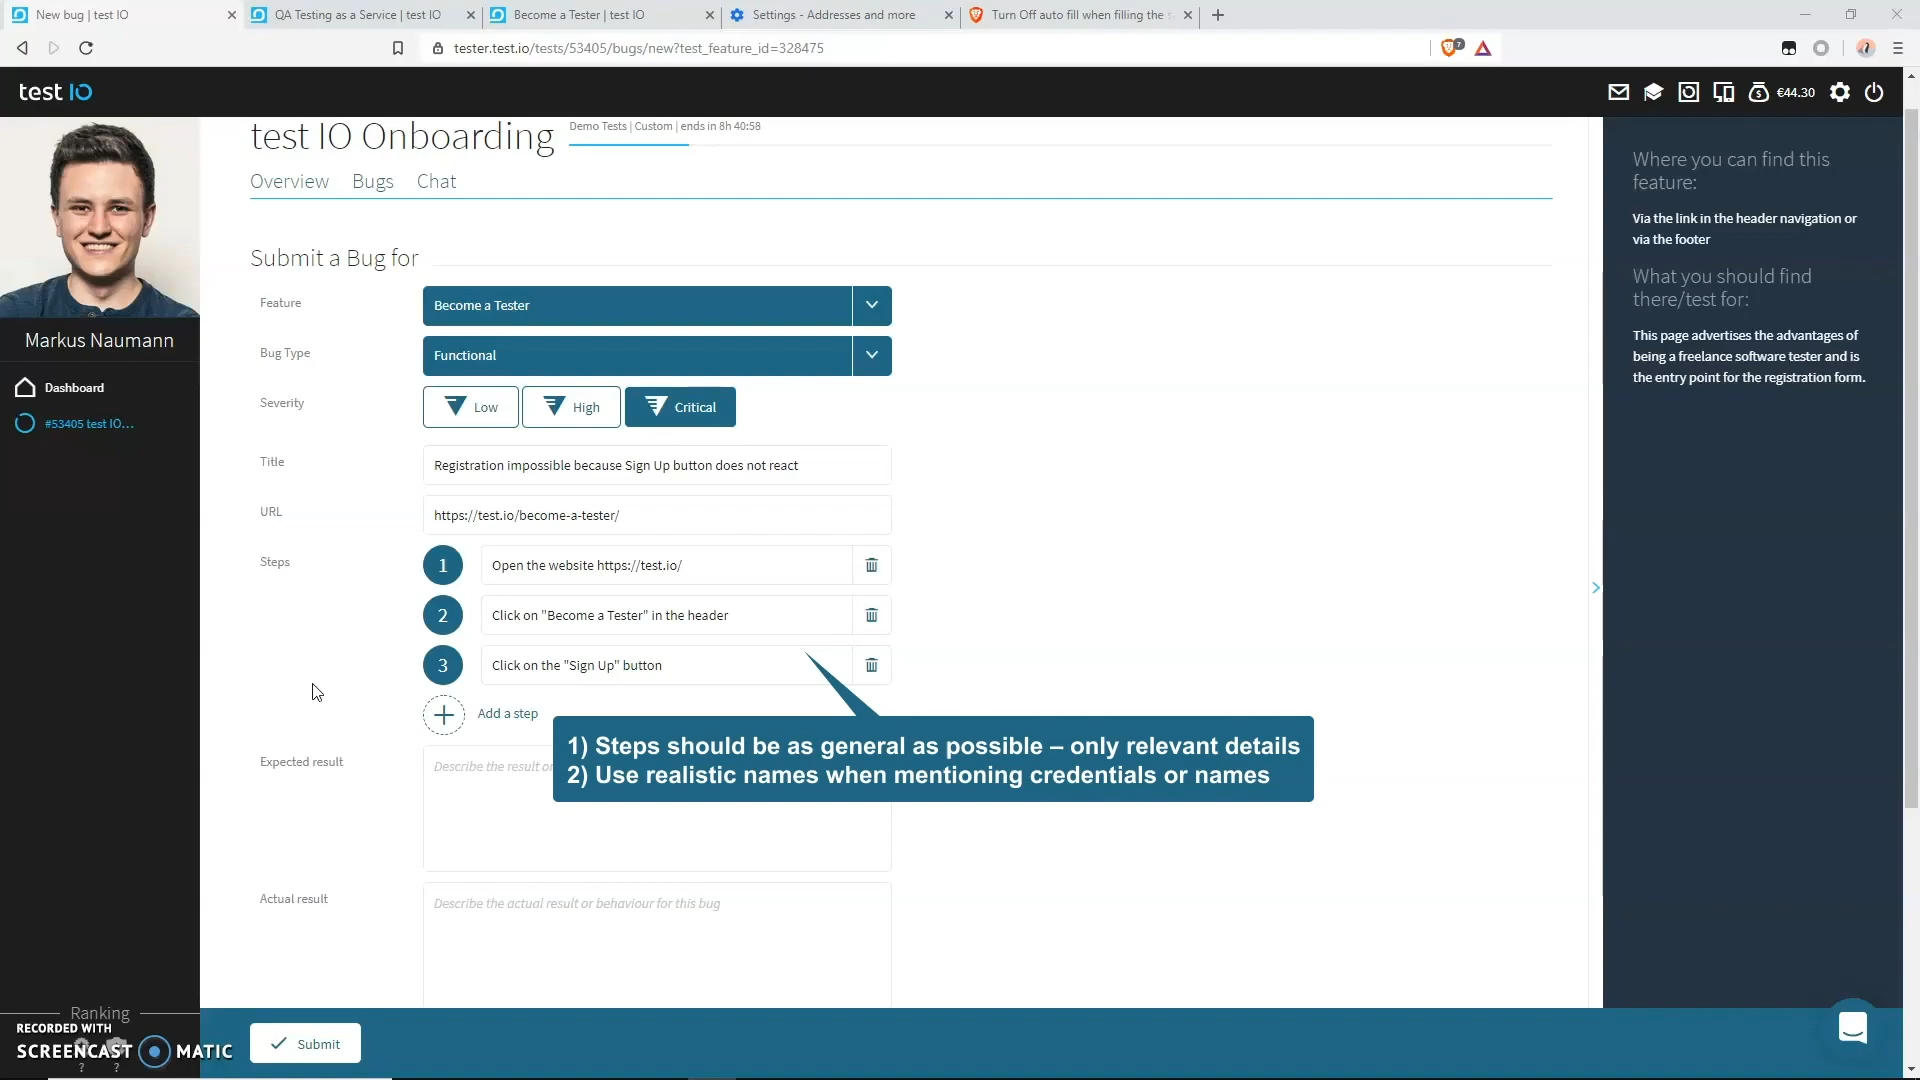 New bug | test IO
QA Testing as a Service | test IO
Become a Tester | test IO
Settings - Addresses and more
Turn Off auto fill when filling the
tester.test.io/tests/53405/bugs/new?test_feature_id=328475
7
test IO
€44.30
test IO Onboarding
Demo Tests | Custom | ends in 8h 40:58
Overview
Bugs
Chat
Submit a Bug for
Feature
Become a Tester
Bug Type
Functional
Severity
Low
High
Critical
Title
Registration impossible because Sign Up button does not react
URL
https://test.io/become-a-tester/
Steps
1
Open the website https://test.io/
2
Click on "Become a Tester" in the header
3
Click on the "Sign Up" button
Add a step
1) Steps should be as general as possible – only relevant details
2) Use realistic names when mentioning credentials or names
Expected result
Describe the result or
Actual result
Describe the actual result or behaviour for this bug
Submit
Markus Naumann
Dashboard
#53405 test IO...
Ranking
? ?
RECORDED WITH
SCREENCAST MATIC
Where you can find this
feature:
Via the link in the header navigation or
via the footer
What you should find
there/test for:
This page advertises the advantages of
being a freelance software tester and is
the entry point for the registration form.